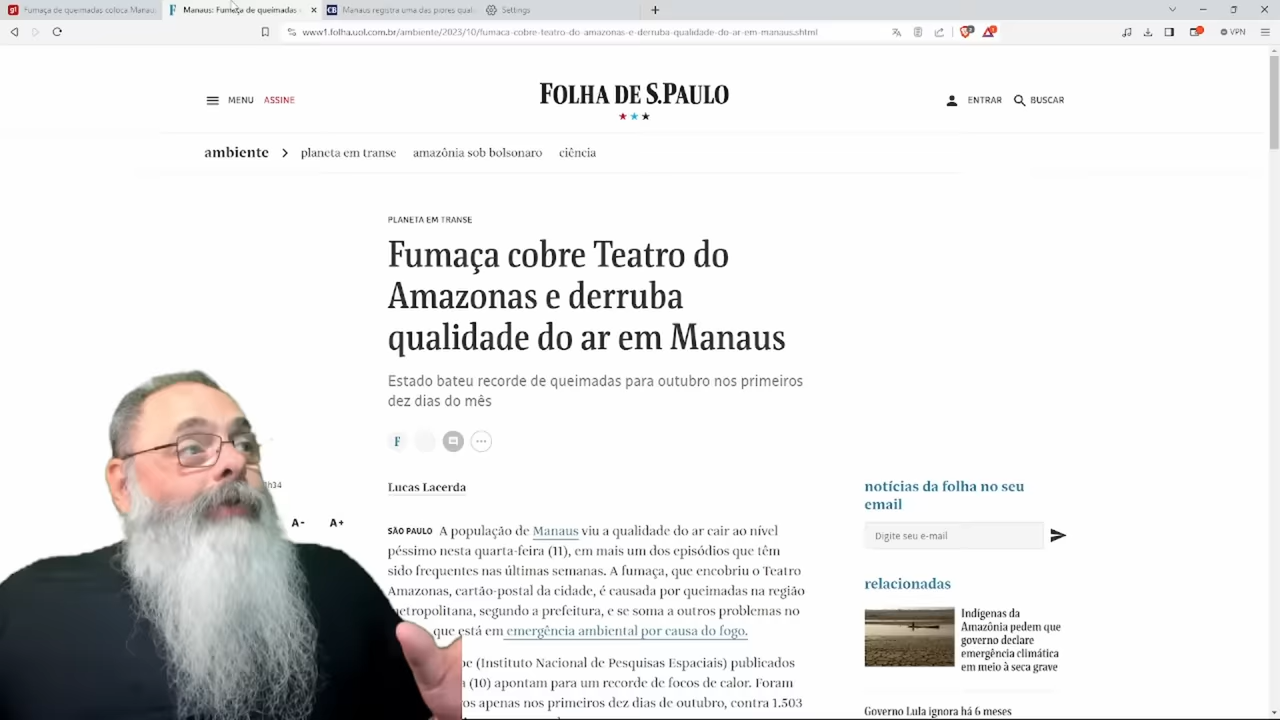 Fumaça de queimadas coloca Manaus
Manaus: Fumaça de queimadas
Manaus registra uma das piores quali
Settings
www1.folha.uol.com.br/ambiente/2023/10/fumaca-cobre-teatro-do-amazonas-e-derruba-qualidade-do-ar-em-manaus.shtml
VPN
MENU
ASSINE
FOLHA DE S.PAULO
ENTRAR
BUSCAR
ambiente
planeta em transe
amazônia sob bolsonaro
ciência
PLANETA EM TRANSE
Fumaça cobre Teatro do
Amazonas e derruba
qualidade do ar em Manaus
Estado bateu recorde de queimadas para outubro nos primeiros
dez dias do mês
F
Lucas Lacerda
h34
A- A+
SÃO PAULO A população de Manaus viu a qualidade do ar cair ao nível
péssimo nesta quarta-feira (11), em mais um dos episódios que têm
sido frequentes nas últimas semanas. A fumaça, que encobriu o Teatro
Amazonas, cartão-postal da cidade, é causada por queimadas na região
metropolitana, segundo a prefeitura, e se soma a outros problemas no
que está em emergência ambiental por causa do fogo.
pe (Instituto Nacional de Pesquisas Espaciais) publicados
a (10) apontam para um recorde de focos de calor. Foram
os apenas nos primeiros dez dias de outubro, contra 1.503
notícias da folha no seu
email
Digite seu e-mail
relacionadas
Indígenas da
Amazônia pedem que
governo declare
emergência climática
em meio à seca grave
Governo Lula ignora há 6 meses